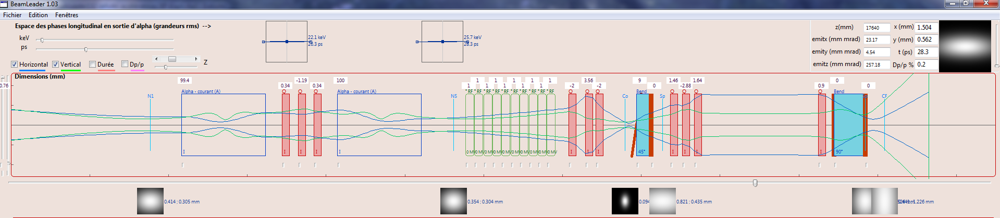 BeamLeader 1.03
Fichier Edition Fenêtres
Espace des phases longitudinal en sortie d'alpha (grandeurs rms) -->
keV
ps
22.1 keV
26.3 ps
25.7 keV
28.3 ps
z(mm) 17640 x (mm) 1.504
emitx (mm mrad) 23.17 y (mm) 0.562
emity (mm mrad) 4.54 t (ps) 28.3
emitz (mm mrad) 257.18 Dp/p % 0.2
Horizontal Vertical Durée Dp/p Z
Dimensions (mm)
0.76
99.4 -1.19 100 1 1 1 1 1 3.56 9 1.46 1.64 0
0.34 0.34 1 1 1 1 1 -2 -2 0 -2.88 0.9 0
N1 Alpha - courant (A) Alpha - courant (A) N5 * RF * RF * RF * RF * RF * RF * RF * RF * RF * RF Co Bend Sp Bend CF
I I I I I 0 MV 0 MV 0 MV 0 MV 0 MV 0 MV 0 MV 0 MV 0 MV 0 MV I I I 45° I I I I 90°
0.414 ; 0.305 mm 0.354 ; 0.304 mm 0.094 0.821 ; 0.435 mm 1.226 mm